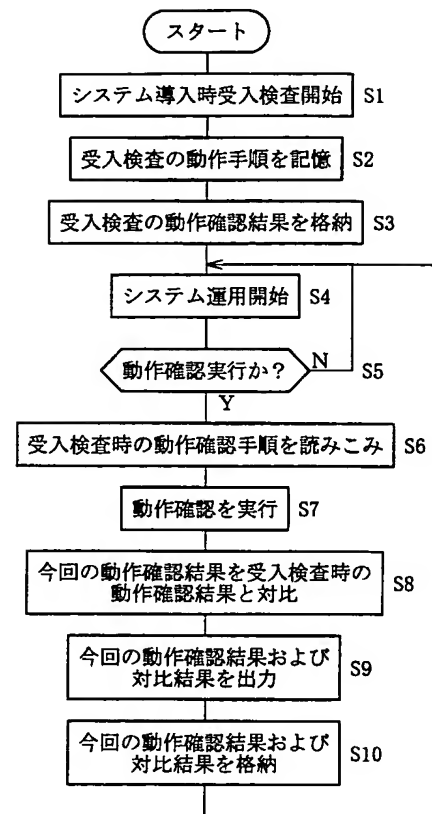 スタート
システム導入時受入検査開始 S1
受入検査の動作手順を記憶 S2
受入検査の動作確認結果を格納 S3
システム運用開始 S4
動作確認実行か? N S5
Y
受入検査時の動作確認手順を読みこみ S6
動作確認を実行 S7
今回の動作確認結果を受入検査時の
動作確認結果と対比 S8
今回の動作確認結果および
対比結果を出力 S9
今回の動作確認結果および
対比結果を格納 S10